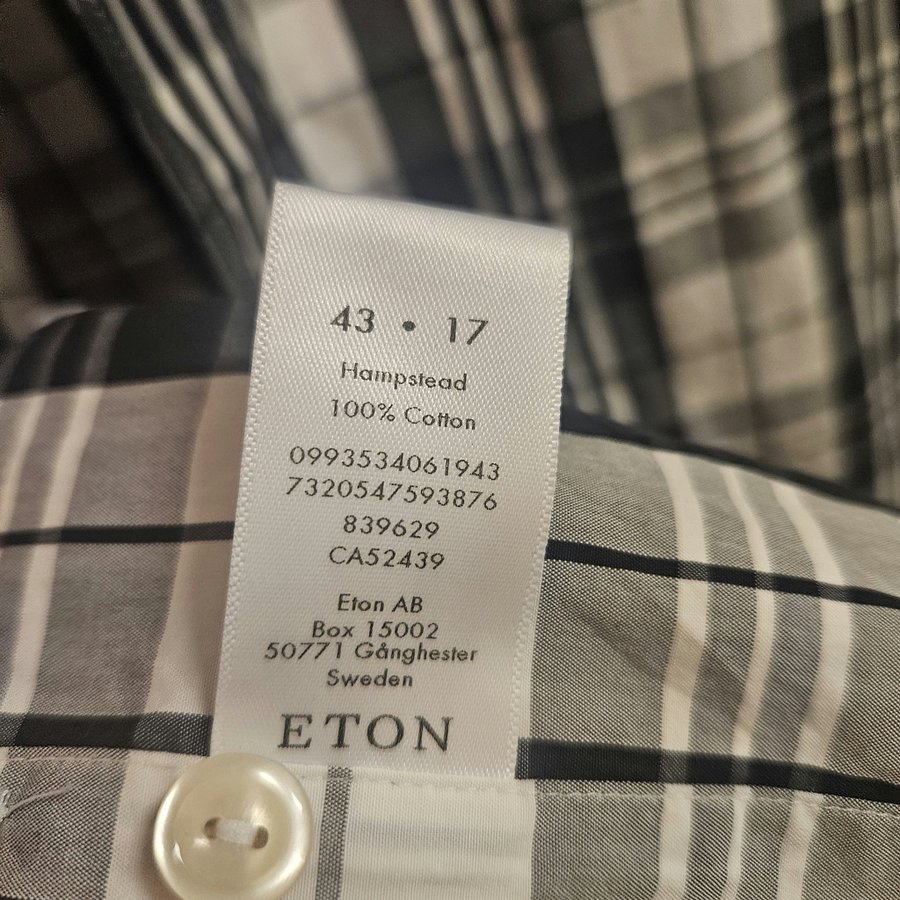 43 • 17
Hampstead
100% Cotton
0993534061943
7320547593876
839629
CA52439
Eton AB
Box 15002
50771 Gånghester
Sweden
ETON